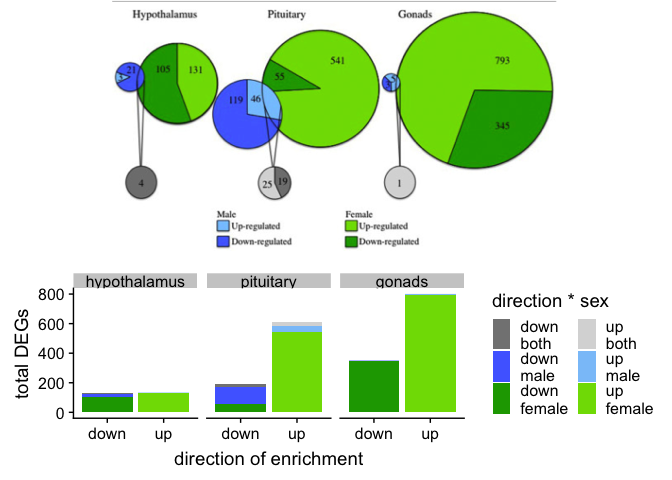 Hypothalamus Pituitary Gonads
21 105 131
119 46 55 541
793
345
4
25 19
1
Male Female
Up-regulated Up-regulated
Down-regulated Down-regulated
hypothalamus pituitary gonads
800
600
400
200
0
total DEGs
down up down up down up
direction of enrichment
direction * sex
down both
up both
down male
up male
down female
up female